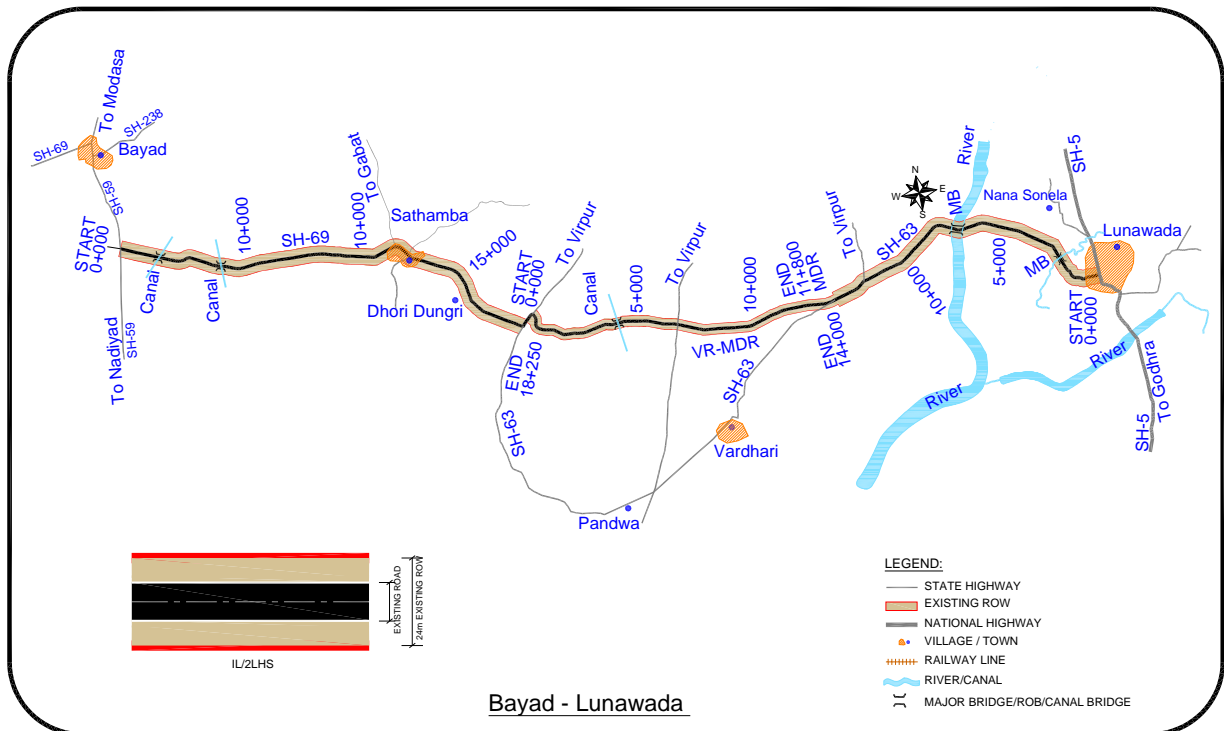 To Modasa
SH-238
SH-69
Bayad
SH-59
START
0+000
Canal
Canal
10+000
SH-69
10+000
To Gabat
Sathamba
15+000
Dhori Dungri
To Nadiyad
SH-59
START
0+000
To Virpur
END
18+250
SH-63
Canal
5+000
To Virpur
10+000
VR-MDR
END
11+800
MDR
To Virpur
END
14+000
SH-63
SH-63
Vardhari
Pandwa
N
E
W
S
10+000
MB
River
5+000
Nana Sonela
SH-5
Lunawada
MB
START
0+000
River
River
To Godhra
SH-5
EXISTING ROAD
24m EXISTING ROW
IL/2LHS
Bayad - Lunawada
LEGEND:
STATE HIGHWAY
EXISTING ROW
NATIONAL HIGHWAY
VILLAGE / TOWN
RAILWAY LINE
RIVER/CANAL
MAJOR BRIDGE/ROB/CANAL BRIDGE